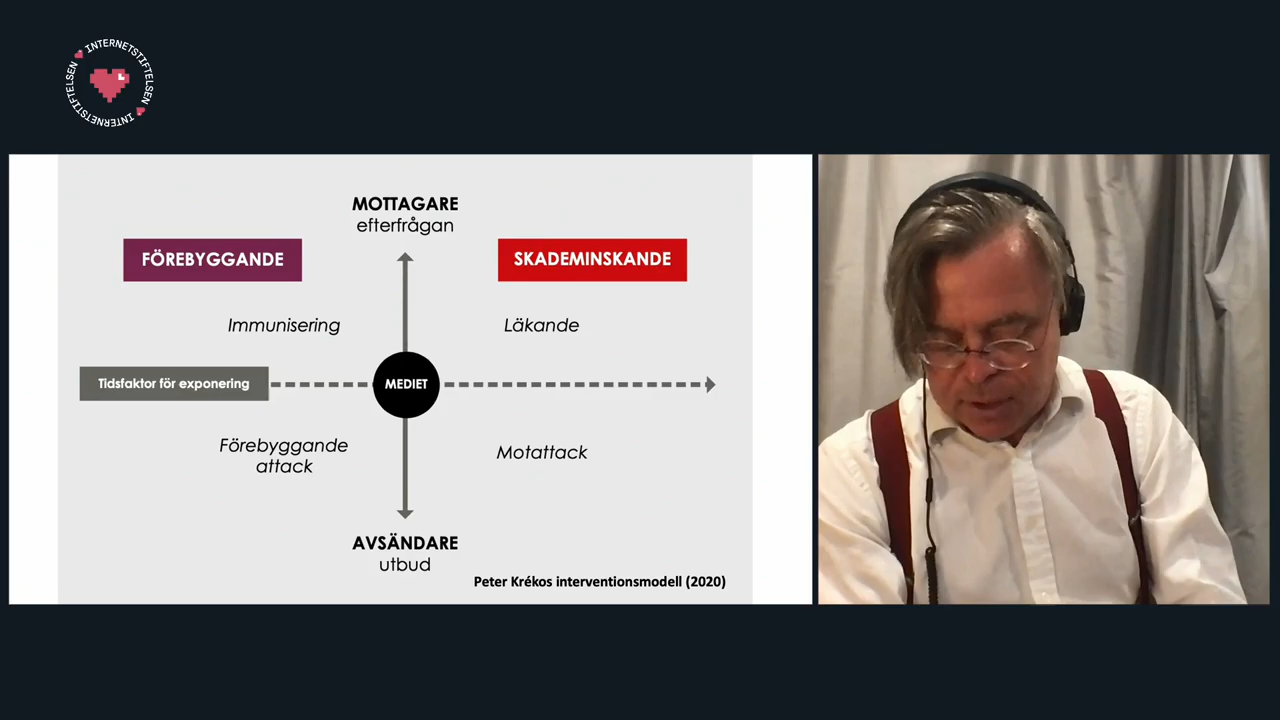 INTERNETSTIFTELSEN
INTERNETSTIFTELSEN
MOTTAGARE
efterfrågan
FÖREBYGGANDE
SKADEMINSKANDE
Immunisering
Läkande
Tidsfaktor för exponering
MEDIET
Förebyggande
attack
Motattack
AVSÄNDARE
utbud
Peter Krékos interventionsmodell (2020)